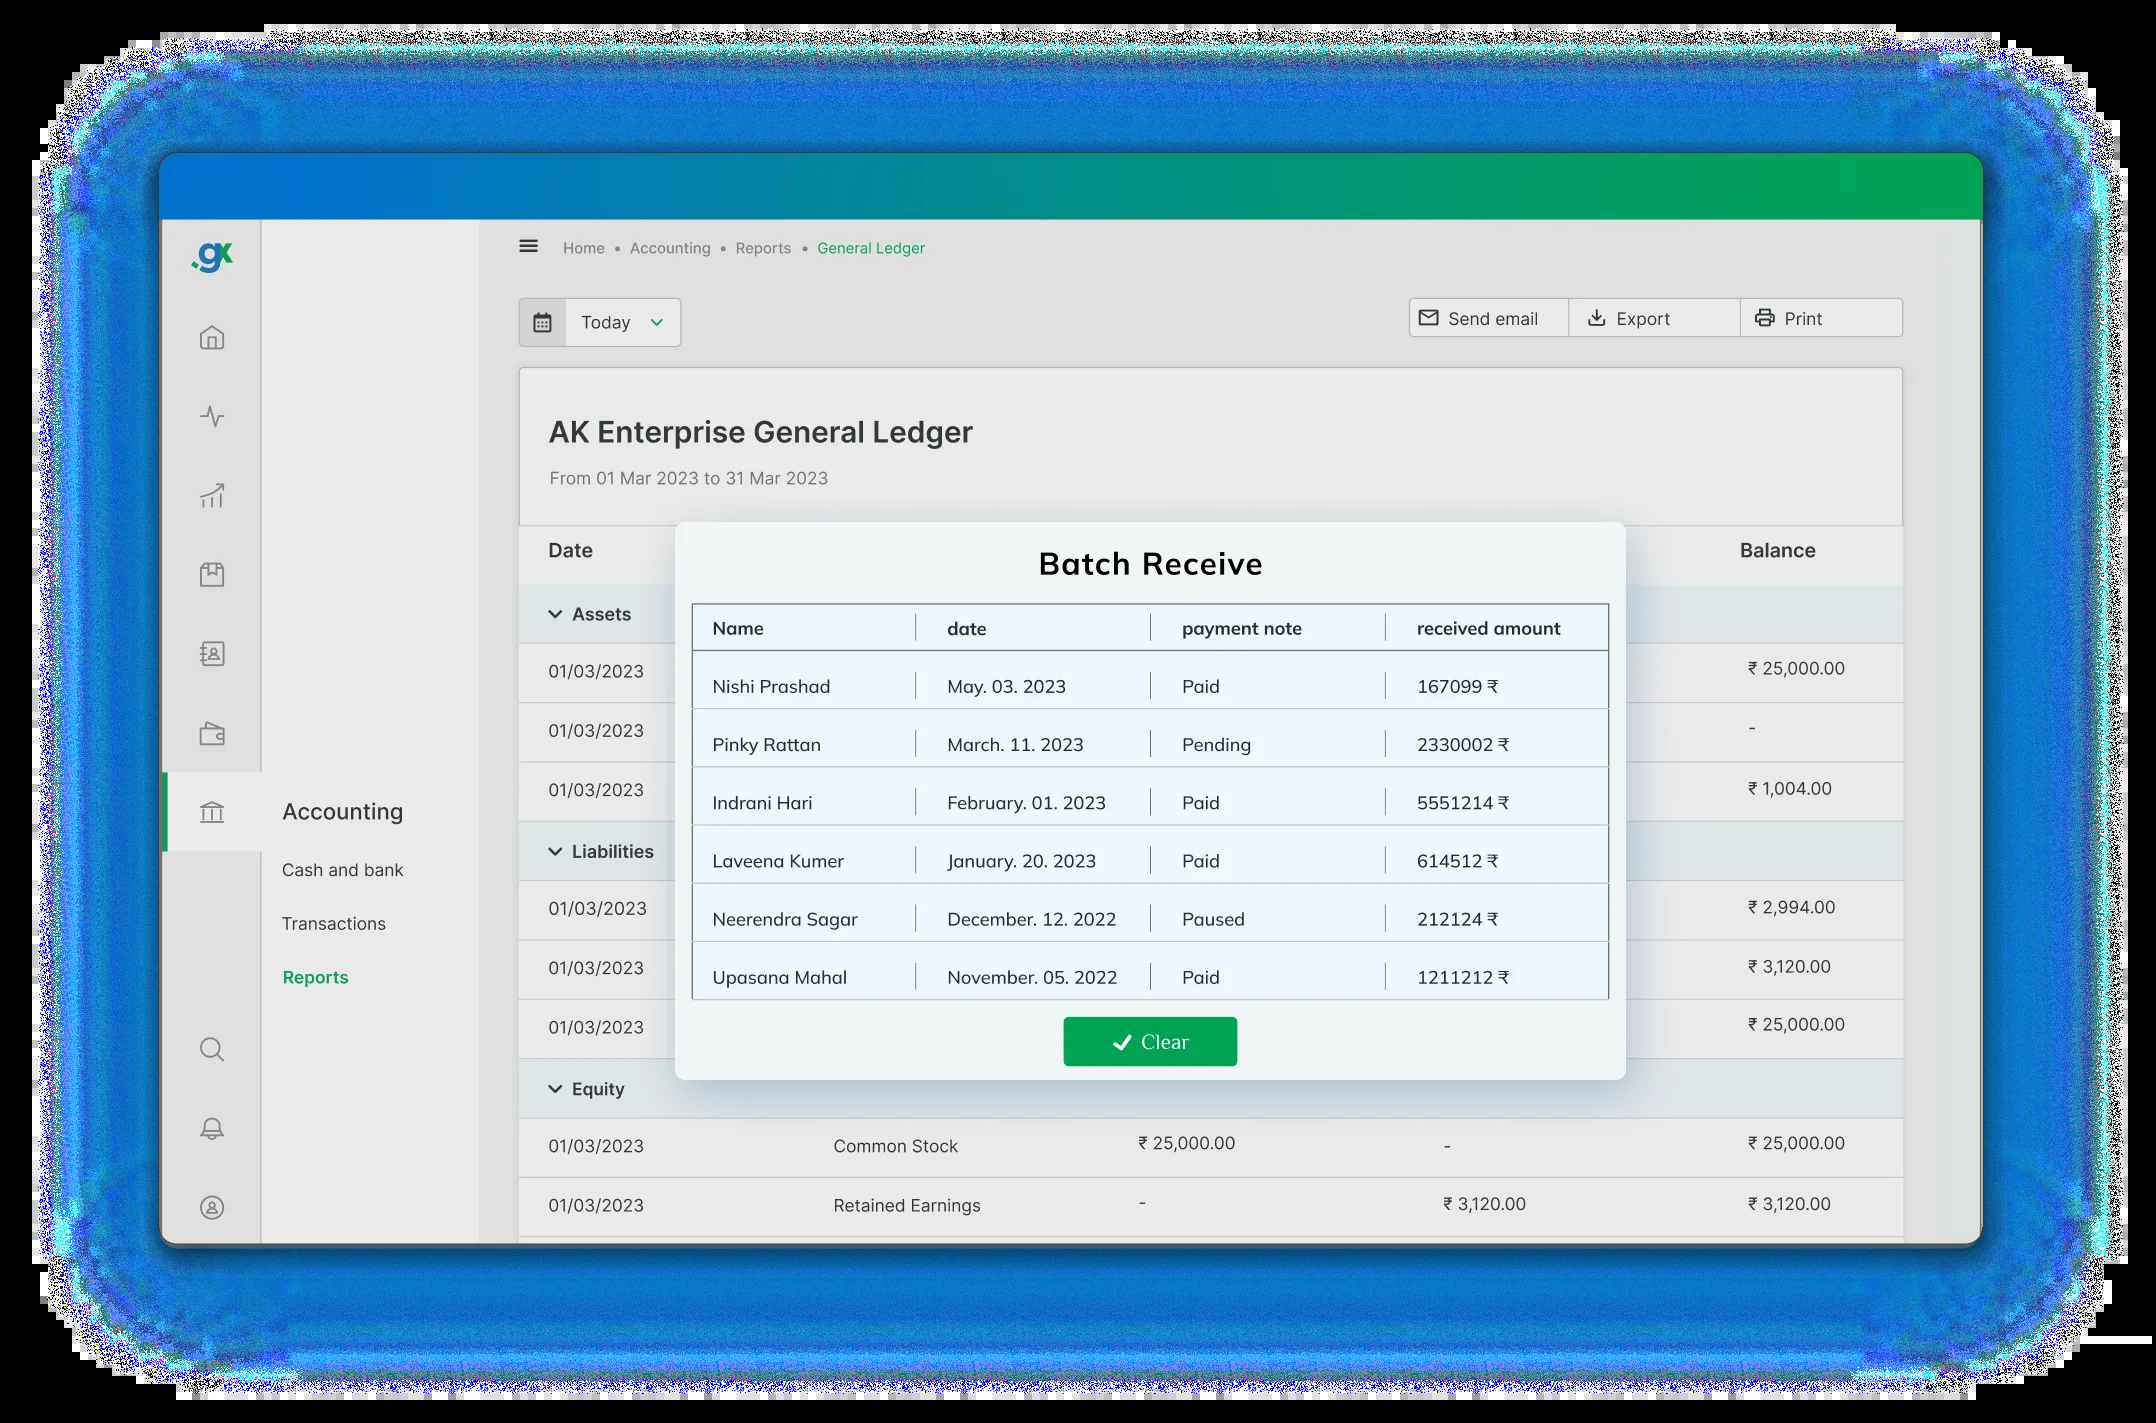 .gx
Home • Accounting • Reports • General Ledger
Today
Send email
Export
Print
AK Enterprise General Ledger
From 01 Mar 2023 to 31 Mar 2023
Date
Balance
Assets
01/03/2023
₹ 25,000.00
01/03/2023
-
01/03/2023
₹ 1,004.00
Liabilities
01/03/2023
₹ 2,994.00
01/03/2023
₹ 3,120.00
01/03/2023
₹ 25,000.00
Equity
01/03/2023 Common Stock ₹ 25,000.00 - ₹ 25,000.00
01/03/2023 Retained Earnings - ₹ 3,120.00 ₹ 3,120.00
Accounting
Cash and bank
Transactions
Reports
Batch Receive
Name date payment note received amount
Nishi Prashad May. 03. 2023 Paid 167099 ₹
Pinky Rattan March. 11. 2023 Pending 2330002 ₹
Indrani Hari February. 01. 2023 Paid 5551214 ₹
Laveena Kumer January. 20. 2023 Paid 614512 ₹
Neerendra Sagar December. 12. 2022 Paused 212124 ₹
Upasana Mahal November. 05. 2022 Paid 1211212 ₹
Clear